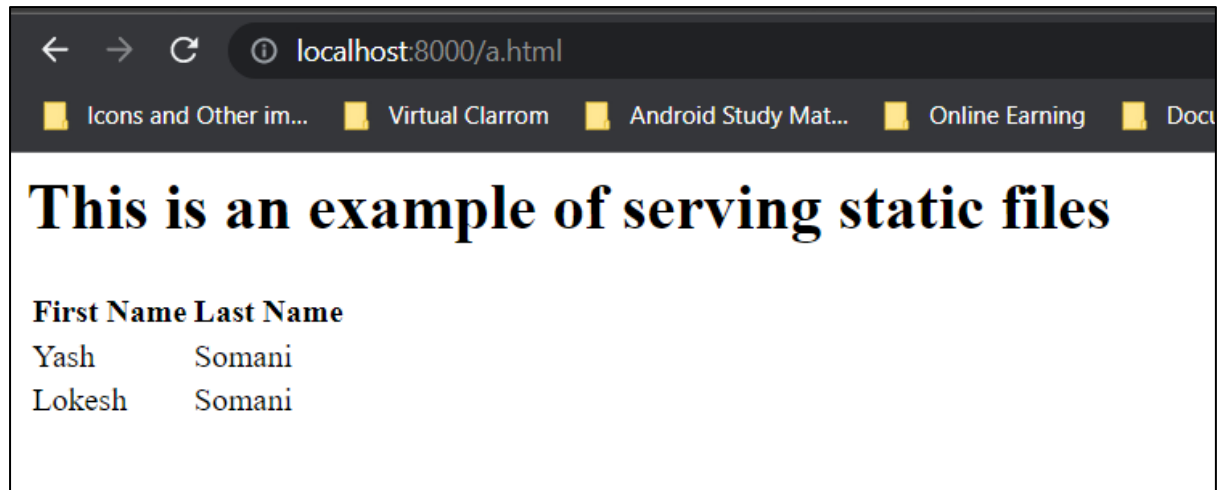 localhost:8000/a.html
Icons and Other im... Virtual Clarrom Android Study Mat... Online Earning Docu
This is an example of serving static files
First Name Last Name
Yash Somani
Lokesh Somani